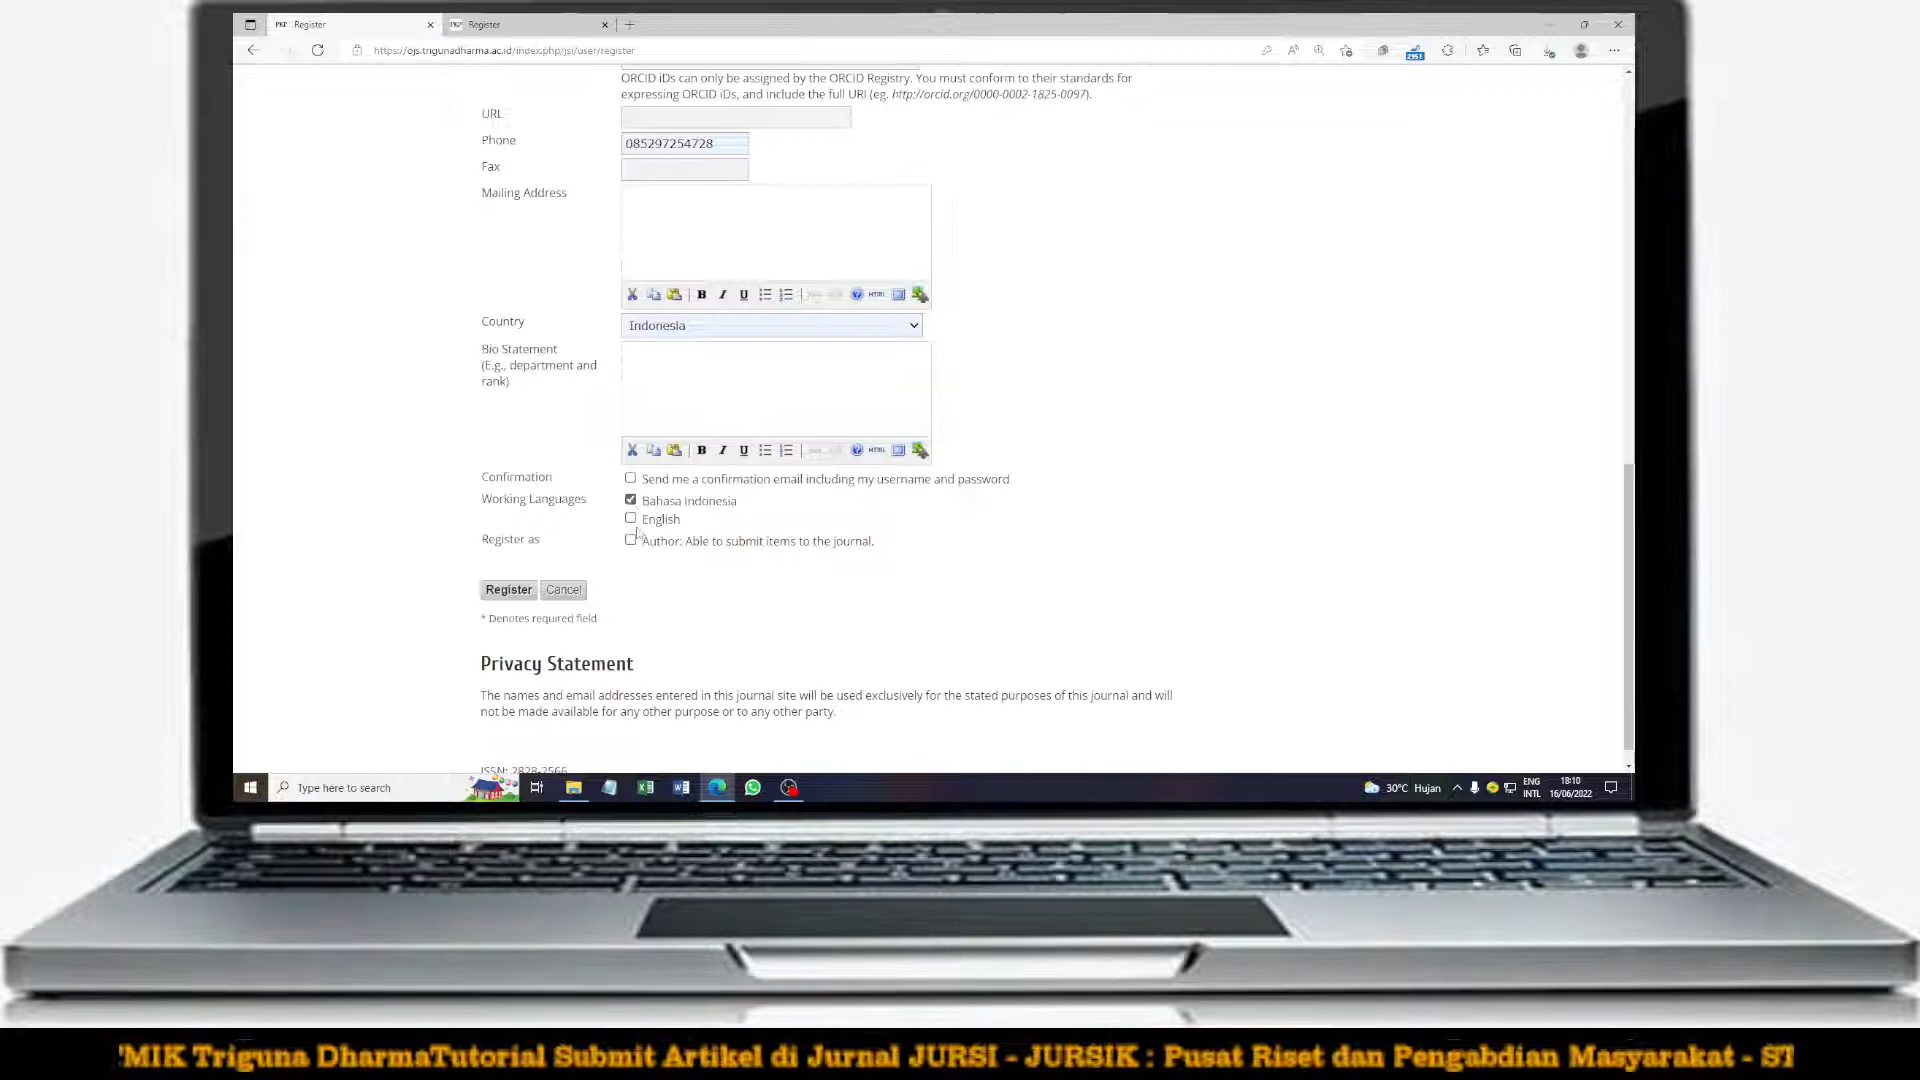 Register
Register
https://ojs.trigunadharma.ac.id/index.php/jsi/user/register
2951
ORCID iDs can only be assigned by the ORCID Registry. You must conform to their standards for
expressing ORCID iDs, and include the full URI (eg. http://orcid.org/0000-0002-1825-0097).
URL
Phone
085297254728
Fax
Mailing Address
B I U HTML
Country
Indonesia
Bio Statement
(E.g., department and
rank)
B I U HTML
Confirmation
Send me a confirmation email including my username and password
Working Languages
Bahasa Indonesia
English
Register as
Author: Able to submit items to the journal.
Register Cancel
* Denotes required field
Privacy Statement
The names and email addresses entered in this journal site will be used exclusively for the stated purposes of this journal and will
not be made available for any other purpose or to any other party.
ISSN: 2828-2566
Type here to search
30°C Hujan
ENG
INTL
18:10
16/06/2022
'MIK Triguna DharmaTutorial Submit Artikel di Jurnal JURSI - JURSIK : Pusat Riset dan Pengabdian Masyarakat - ST